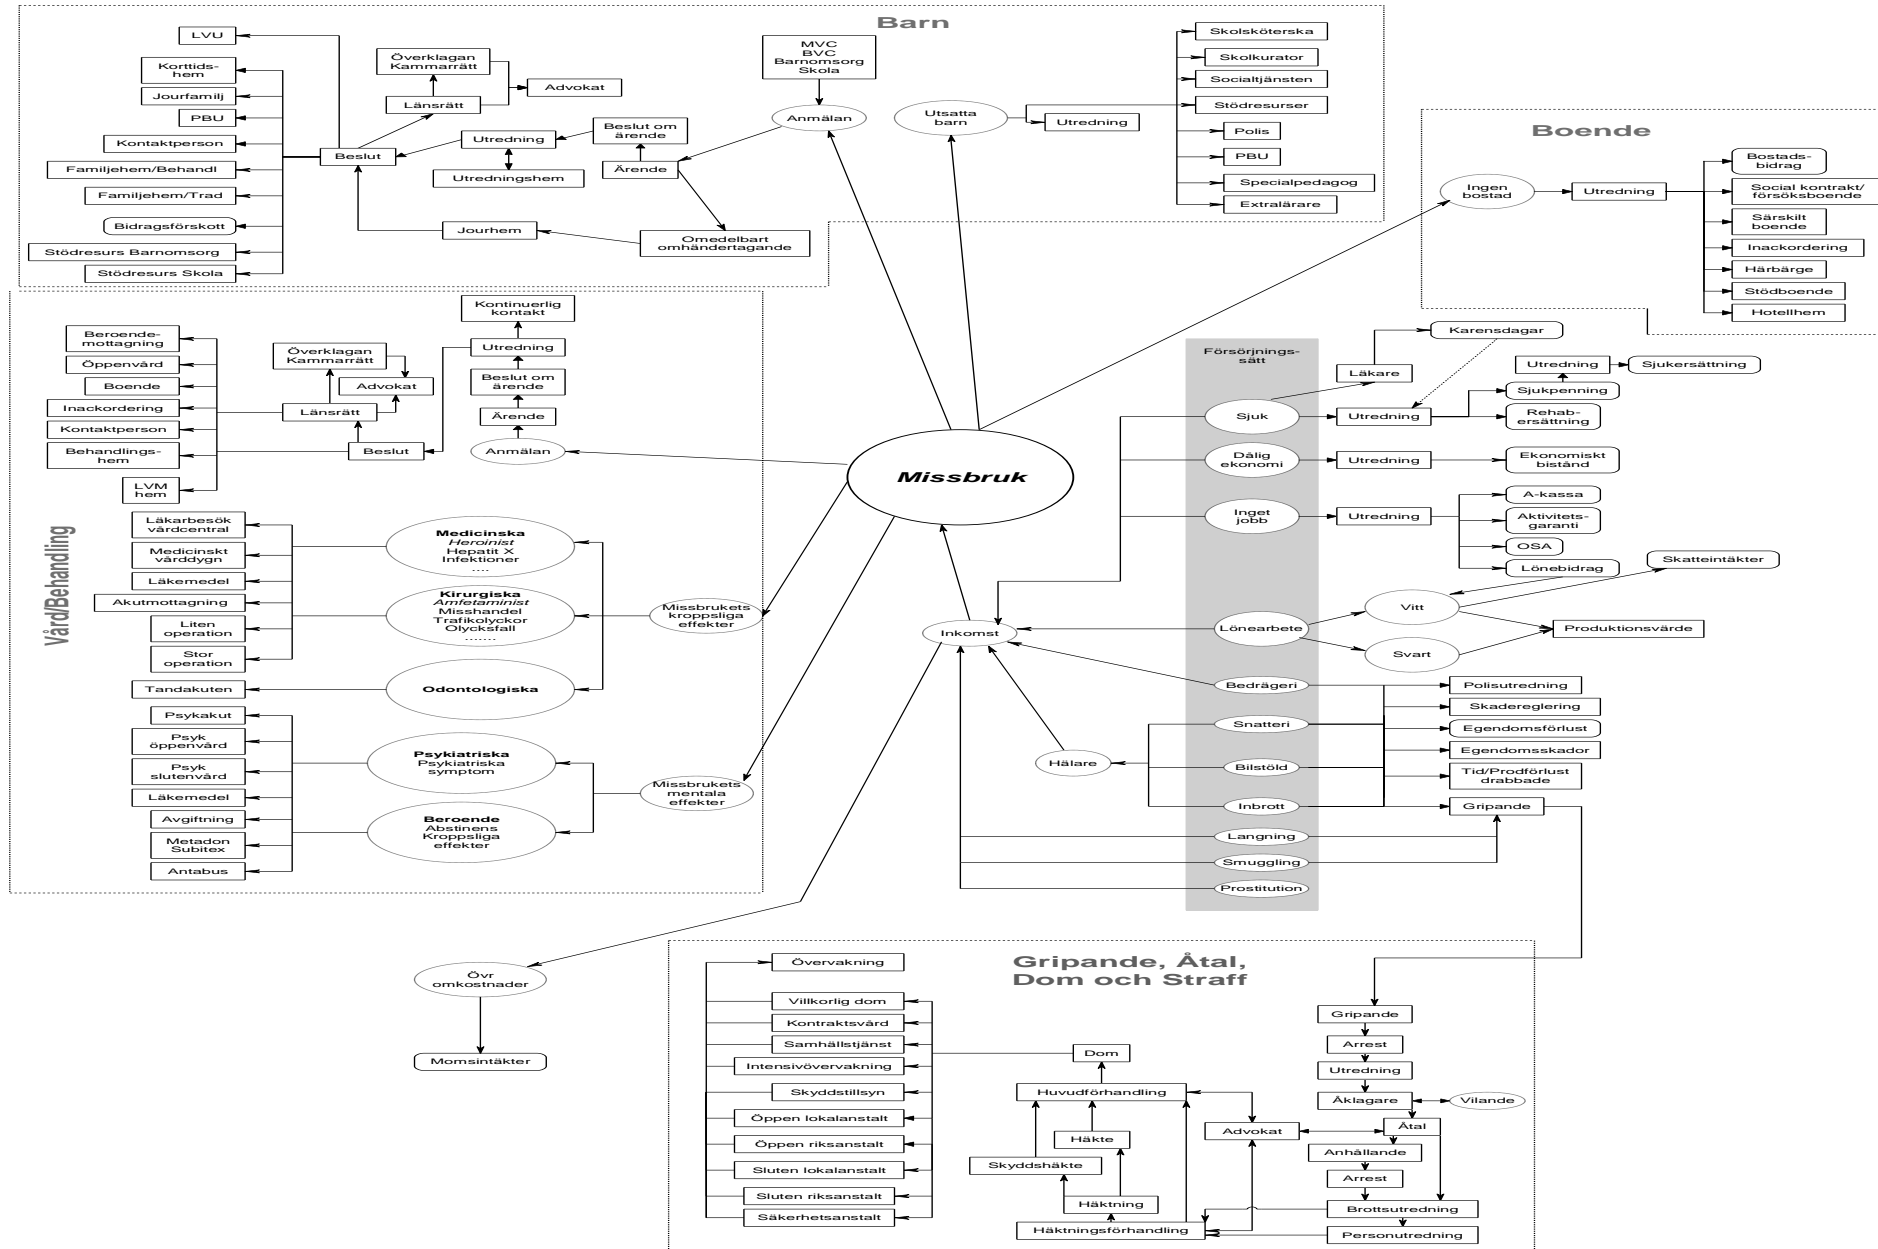 Barn
LVU
Korttids-
hem
Jourfamilj
PBU
Kontaktperson
Familjehem/Behandl
Familjehem/Trad
Bidragsförskott
Stödresurs Barnomsorg
Stödresurs Skola
Överklagan
Kammarrätt
Advokat
Länsrätt
Beslut
Utredning
Utredningshem
Beslut om
ärende
Ärende
Jourhem
Omedelbart
omhändertagande
MVC
BVC
Barnomsorg
Skola
Anmälan
Utsatta
barn
Utredning
Skolsköterska
Skolkurator
Socialtjänsten
Stödresurser
Polis
PBU
Specialpedagog
Extralärare
Boende
Ingen
bostad
Utredning
Bostads-
bidrag
Social kontrakt/
försöksboende
Särskilt
boende
Inackordering
Härbärge
Stödboende
Hotellhem
Vård/Behandling
Kontinuerlig
kontakt
Utredning
Beslut om
ärende
Ärende
Anmälan
Överklagan
Kammarrätt
Advokat
Länsrätt
Beslut
Beroende-
mottagning
Öppenvård
Boende
Inackordering
Kontaktperson
Behandlings-
hem
LVM
hem
Läkarbesök
vårdcentral
Medicinskt
vårddygn
Läkemedel
Akutmottagning
Liten
operation
Stor
operation
Tandakuten
Psykakut
Psyk
öppenvård
Psyk
slutenvård
Läkemedel
Avgiftning
Metadon
Subitex
Antabus
Medicinska
Heroinist
Hepatit X
Infektioner
....
Kirurgiska
Amfetaminist
Misshandel
Trafikolyckor
Olycksfall
.......
Odontologiska
Psykiatriska
Psykiatriska
symptom
Beroende
Abstinens
Kroppsliga
effekter
Missbrukets
kroppsliga
effekter
Missbrukets
mentala
effekter
Missbruk
Inkomst
Hälare
Försörjnings-
sätt
Sjuk
Dålig
ekonomi
Inget
jobb
Lönearbete
Bedrägeri
Snatteri
Bilstöld
Inbrott
Langning
Smuggling
Prostitution
Läkare
Karensdagar
Utredning
Utredning
Sjukersättning
Sjukpenning
Rehab-
ersättning
Utredning
Ekonomiskt
bistånd
Utredning
A-kassa
Aktivitets-
garanti
OSA
Lönebidrag
Skatteintäkter
Vitt
Svart
Produktionsvärde
Polisutredning
Skadereglering
Egendomsförlust
Egendomsskador
Tid/Prodförlust
drabbade
Gripande
Övr
omkostnader
Momsintäkter
Gripande, Åtal,
Dom och Straff
Övervakning
Villkorlig dom
Kontraktsvård
Samhällstjänst
Intensivövervakning
Skyddstillsyn
Öppen lokalanstalt
Öppen riksanstalt
Sluten lokalanstalt
Sluten riksanstalt
Säkerhetsanstalt
Dom
Huvudförhandling
Häkte
Skyddshäkte
Häktning
Häktningsförhandling
Advokat
Gripande
Arrest
Utredning
Åklagare
Vilande
Åtal
Anhållande
Arrest
Brottsutredning
Personutredning